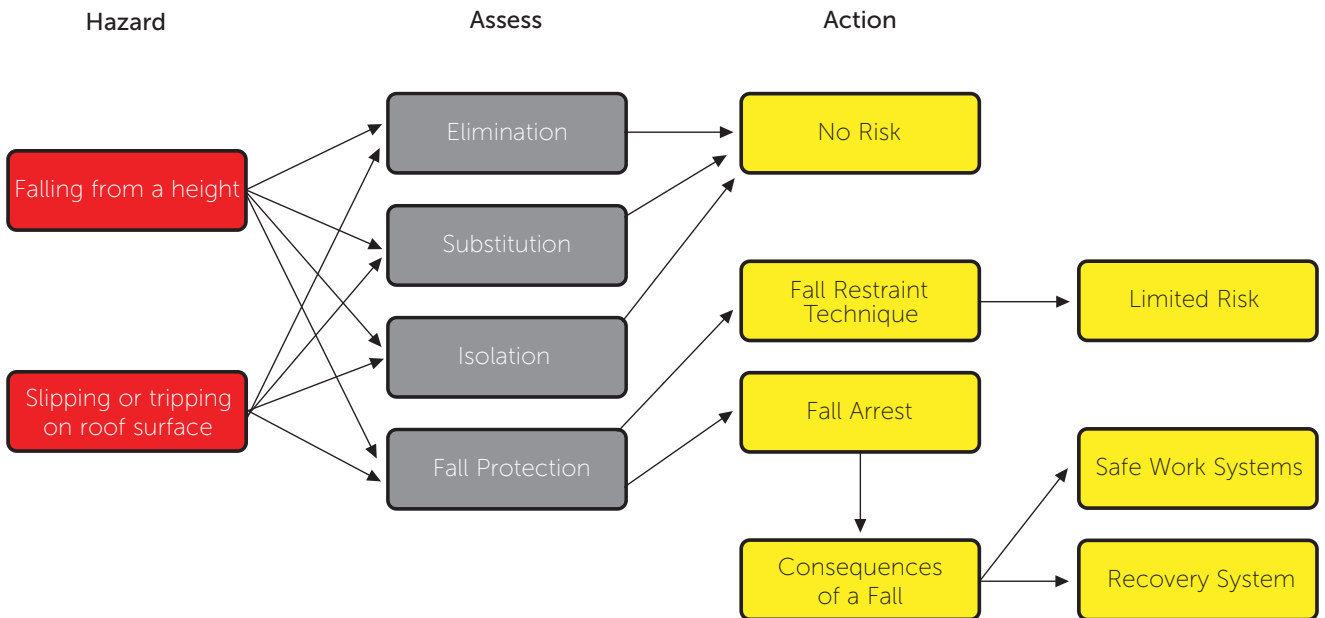 Hazard
Assess
Action
Elimination
No Risk
Falling from a height
Substitution
Fall Restraint
Technique
Limited Risk
Isolation
Slipping or tripping
on roof surface
Fall Arrest
Fall Protection
Safe Work Systems
Consequences
of a Fall
Recovery System